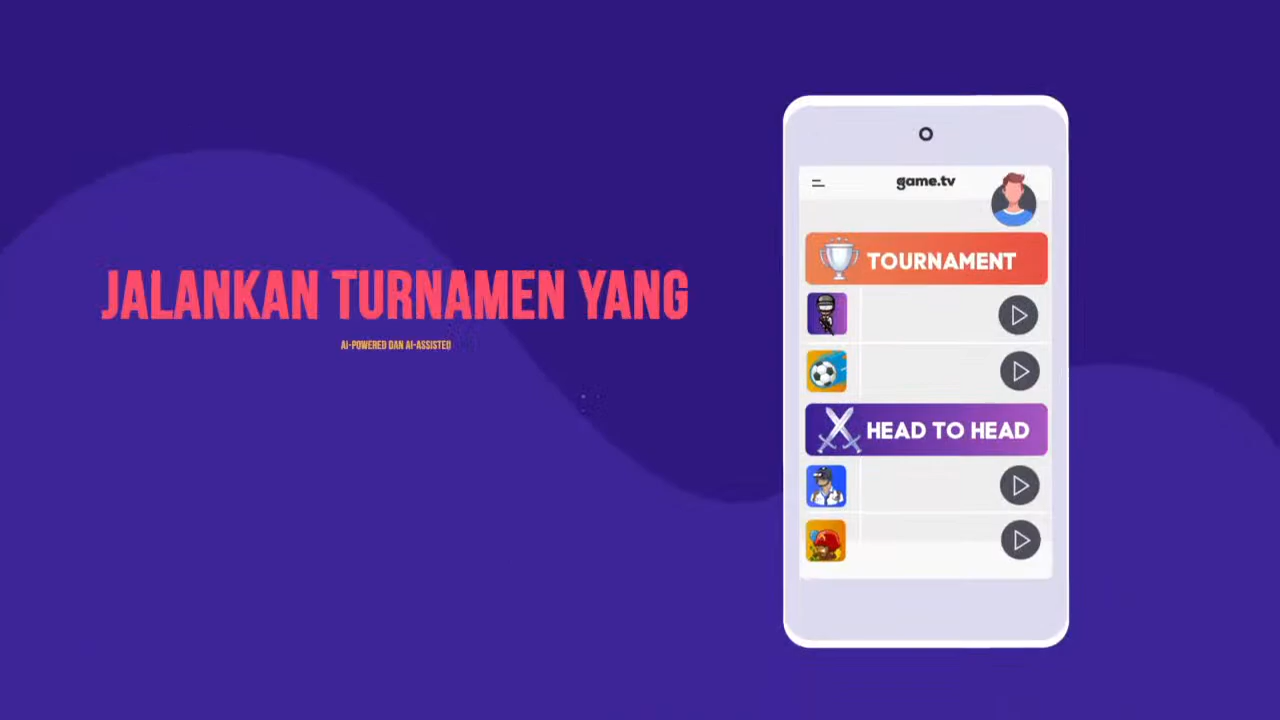 JALANKAN TURNAMEN YANG
AI-POWERED DAN AI-ASSISTED
game.tv
TOURNAMENT
HEAD TO HEAD